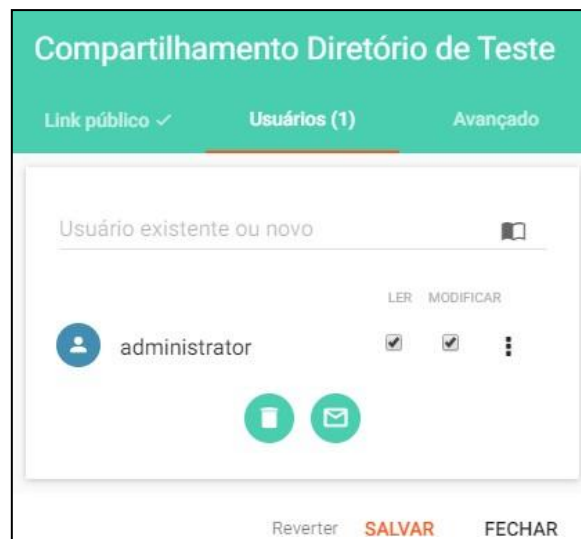 Compartilhamento Diretório de Teste
Link público ✓ Usuários (1) Avançado
Usuário existente ou novo
LER MODIFICAR
administrator
Reverter SALVAR FECHAR